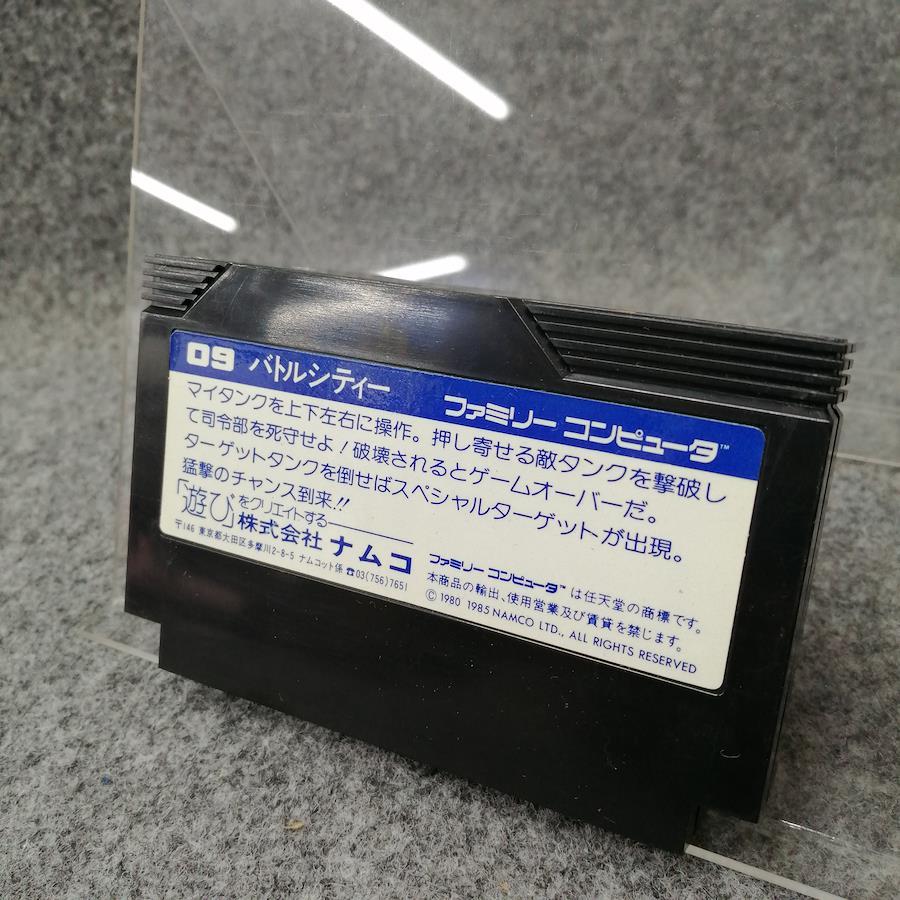 09 バトルシティー
ファミリー コンピュータ™
マイタンクを上下左右に操作。押し寄せる敵タンクを撃破し
て司令部を死守せよ！破壊されるとゲームオーバーだ。
ターゲットタンクを倒せばスペシャルターゲットが出現。
猛撃のチャンス到来!!
「遊び」をクリエイトする
株式会社 ナムコ
〒146 東京都大田区多摩川2-8-5 ナムコット係 ☎03(756)7651
ファミリー コンピュータ™は任天堂の商標です。
本商品の輸出、使用営業及び賃貸を禁じます。
© 1980 1985 NAMCO LTD., ALL RIGHTS RESERVED